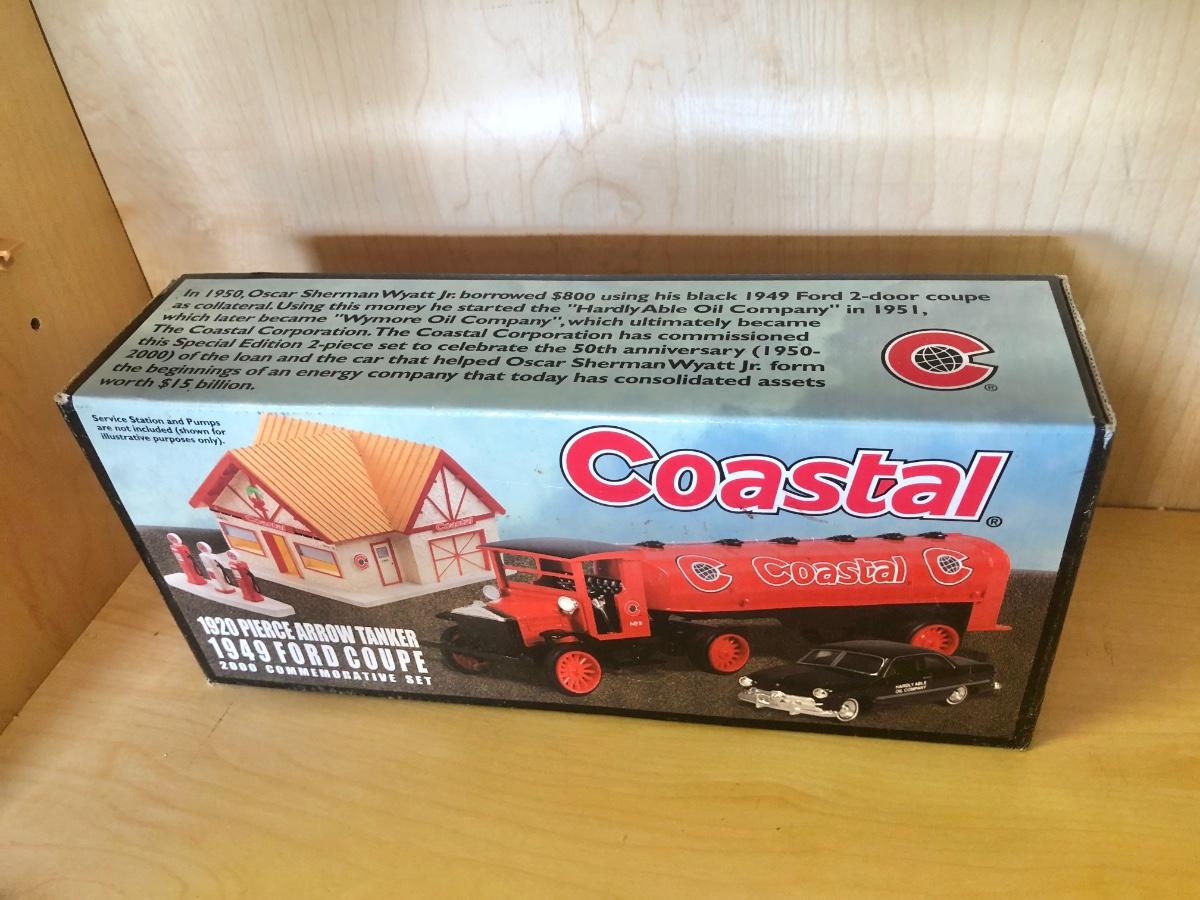 In 1950, Oscar Sherman Wyatt Jr. borrowed $800 using his black 1949 Ford 2-door coupe
as collateral. Using this money he started the "Hardly Able Oil Company" in 1951,
which later became "Wymore Oil Company", which ultimately became
The Coastal Corporation. The Coastal Corporation has commissioned
this Special Edition 2-piece set to celebrate the 50th anniversary (1950-
2000) of the loan and the car that helped Oscar Sherman Wyatt Jr. form
the beginnings of an energy company that today has consolidated assets
worth $15 billion.
C®
Service Station and Pumps
are not included (shown for
illustrative purposes only).
Coastal®
Coastal
Coastal
C Coastal C
Nº8
HARDLY ABLE
OIL COMPANY
1920 PIERCE ARROW TANKER
1949 FORD COUPE
2000 COMMEMORATIVE SET